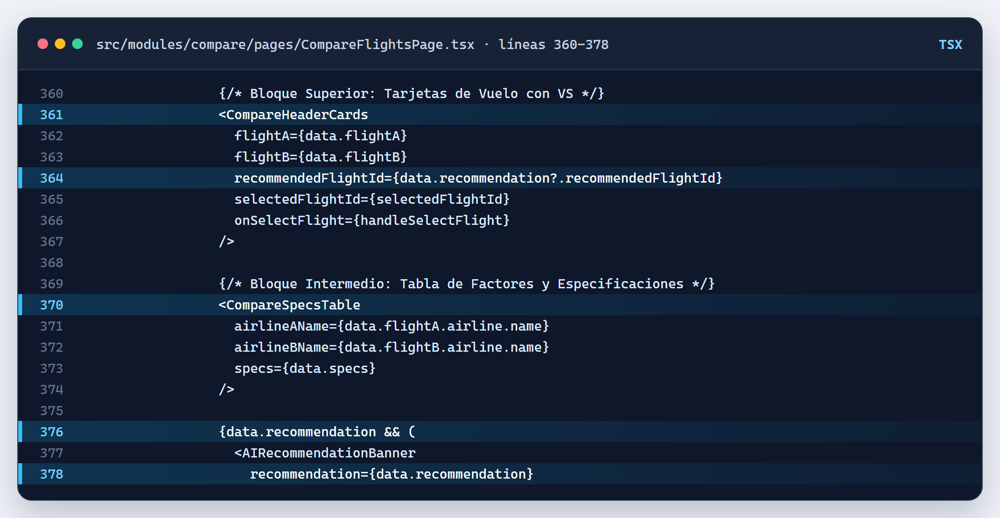 src/modules/compare/pages/CompareFlightsPage.tsx · líneas 360–378
TSX
360 {/* Bloque Superior: Tarjetas de Vuelo con VS */}
361 <CompareHeaderCards
362 flightA={data.flightA}
363 flightB={data.flightB}
364 recommendedFlightId={data.recommendation?.recommendedFlightId}
365 selectedFlightId={selectedFlightId}
366 onSelectFlight={handleSelectFlight}
367 />
368
369 {/* Bloque Intermedio: Tabla de Factores y Especificaciones */}
370 <CompareSpecsTable
371 airlineAName={data.flightA.airline.name}
372 airlineBName={data.flightB.airline.name}
373 specs={data.specs}
374 />
375
376 {data.recommendation && (
377 <AIRecommendationBanner
378 recommendation={data.recommendation}